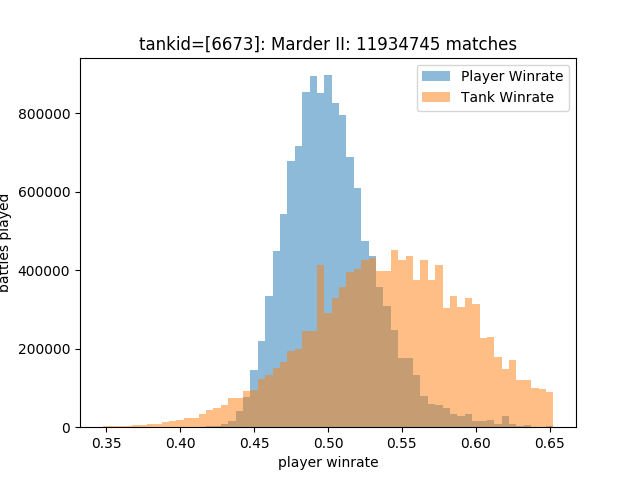 tankid=[6673]: Marder II: 11934745 matches
Player Winrate
Tank Winrate
800000
600000
400000
200000
0
battles played
0.35 0.40 0.45 0.50 0.55 0.60 0.65
player winrate